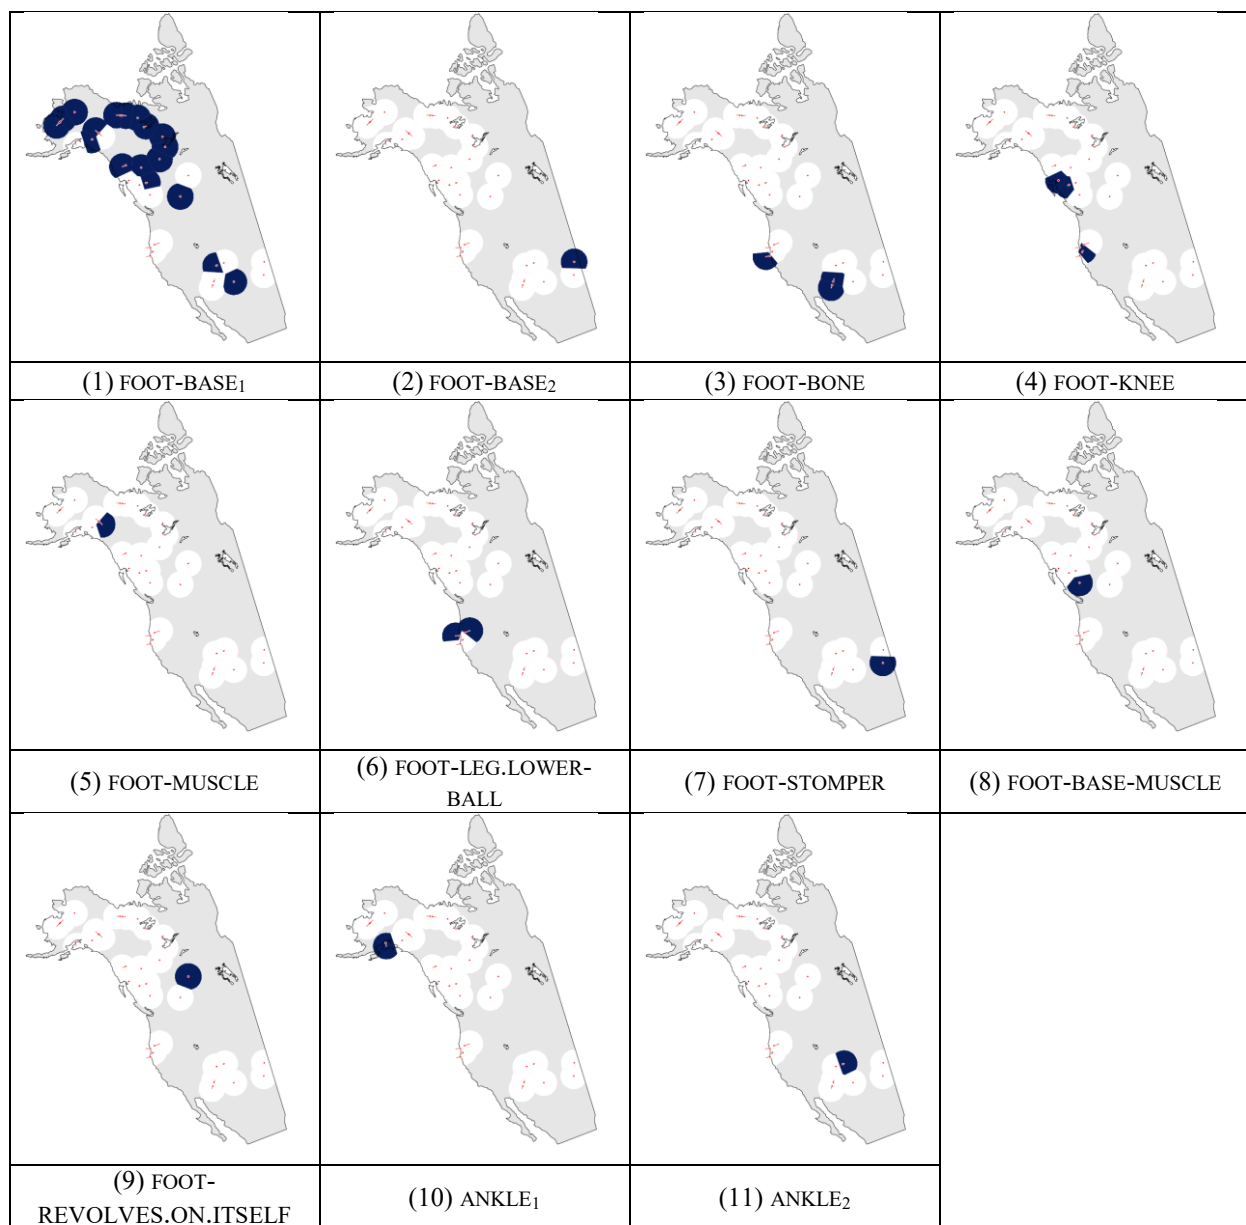 (1) FOOT-BASE₁
(2) FOOT-BASE₂
(3) FOOT-BONE
(4) FOOT-KNEE
(5) FOOT-MUSCLE
(6) FOOT-LEG.LOWER-
BALL
(7) FOOT-STOMPER
(8) FOOT-BASE-MUSCLE
(9) FOOT-
REVOLVES.ON.ITSELF
(10) ANKLE₁
(11) ANKLE₂